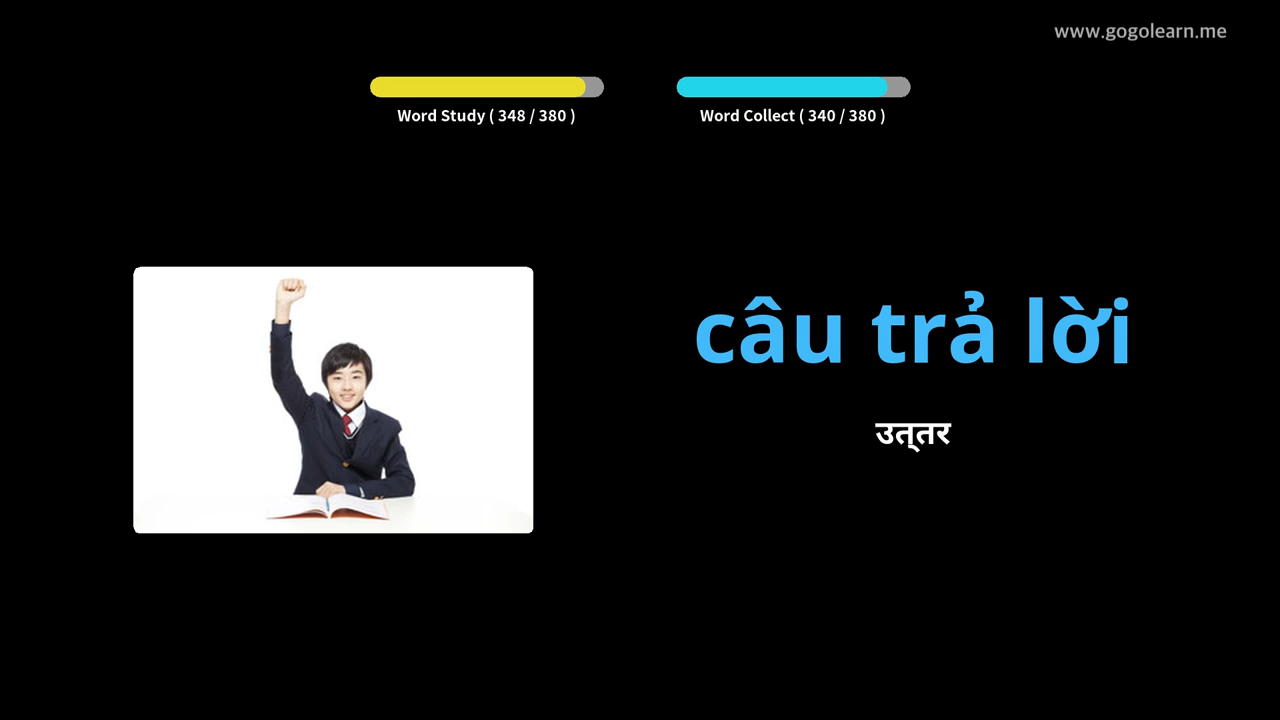 www.gogolearn.me
Word Study ( 348 / 380 )
Word Collect ( 340 / 380 )
câu trả lời
उत्‌तर